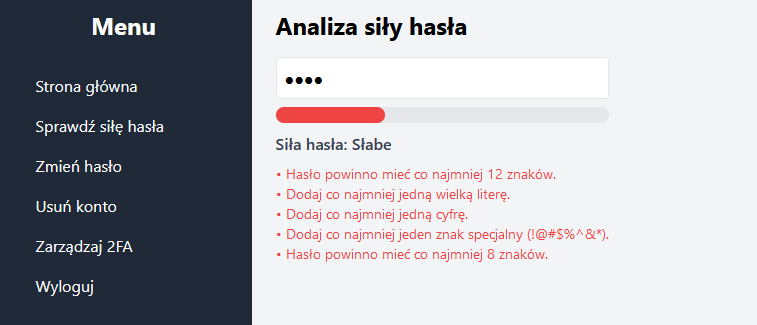 Menu
Strona główna
Sprawdź siłę hasła
Zmień hasło
Usuń konto
Zarządzaj 2FA
Wyloguj
Analiza siły hasła
••••
Siła hasła: Słabe
• Hasło powinno mieć co najmniej 12 znaków.
• Dodaj co najmniej jedną wielką literę.
• Dodaj co najmniej jedną cyfrę.
• Dodaj co najmniej jeden znak specjalny (!@#$%^&*).
• Hasło powinno mieć co najmniej 8 znaków.